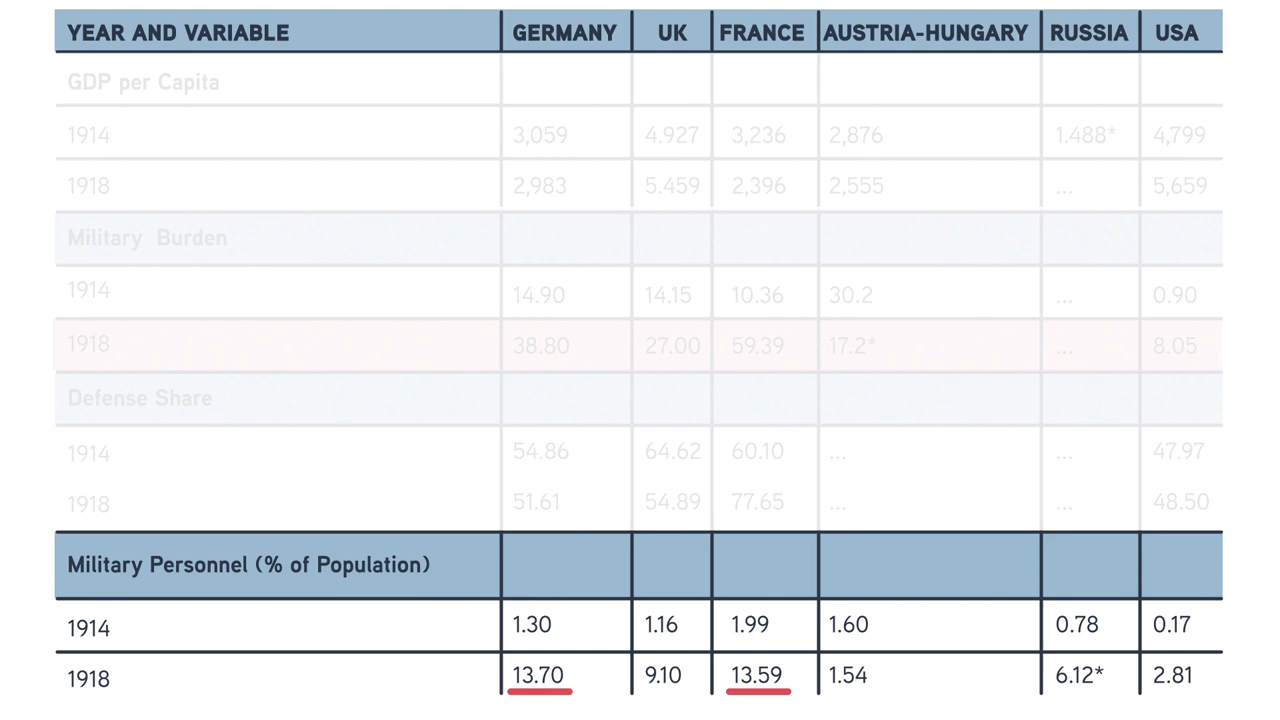 YEAR AND VARIABLE GERMANY UK FRANCE AUSTRIA-HUNGARY RUSSIA USA
GDP per Capita
1914 3,059 4.927 3,236 2,876 1.488* 4,799
1918 2,983 5.459 2,396 2,555 ... 5,659
Military Burden
1914 14.90 14.15 10.36 30.2 ... 0.90
1918 38.80 27.00 59.39 17.2* ... 8.05
Defense Share
1914 54.86 64.62 60.10 ... ... 47.97
1918 51.61 54.89 77.65 ... ... 48.50
Military Personnel (% of Population)
1914 1.30 1.16 1.99 1.60 0.78 0.17
1918 13.70 9.10 13.59 1.54 6.12* 2.81